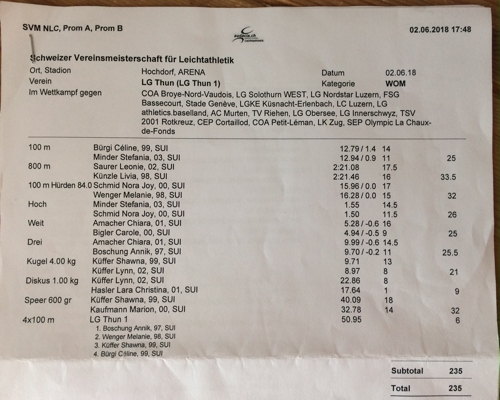 SVM NLC, Prom A, Prom B
02.06.2018 17:48
Schweizer Vereinsmeisterschaft für Leichtathletik
Ort, Stadion Hochdorf, ARENA Datum 02.06.18
Verein LG Thun (LG Thun 1) Kategorie WOM
Im Wettkampf gegen COA Broye-Nord-Vaudois, LG Solothurn WEST, LG Nordstar Luzern, FSG
Bassecourt, Stade Genève, LGKE Küsnacht-Erlenbach, LC Luzern, LG
athletics.baselland, AC Murten, TV Riehen, LG Obersee, LG Innerschwyz, TSV
2001 Rotkreuz, CEP Cortaillod, COA Petit-Léman, LK Zug, SEP Olympic La Chaux-
de-Fonds
100 m Bürgi Céline, 99, SUI 12.79 / 1.4 14
Minder Stefania, 03, SUI 12.94 / 0.9 11 25
800 m Saurer Leonie, 02, SUI 2:21.08 17.5
Künzle Livia, 98, SUI 2:21.46 16 33.5
100 m Hürden 84.0 Schmid Nora Joy, 00, SUI 15.96 / 0.0 17
Wenger Melanie, 98, SUI 16.28 / 0.0 15 32
Hoch Minder Stefania, 03, SUI 1.55 14.5
Schmid Nora Joy, 00, SUI 1.50 11.5 26
Weit Amacher Chiara, 01, SUI 5.28 / -0.6 16
Bigler Carole, 00, SUI 4.94 / -0.5 9 25
Drei Amacher Chiara, 01, SUI 9.99 / -0.6 14.5
Boschung Annik, 97, SUI 9.70 / -0.2 11 25.5
Kugel 4.00 kg Küffer Shawna, 99, SUI 9.71 13
Küffer Lynn, 02, SUI 8.97 8 21
Diskus 1.00 kg Küffer Lynn, 02, SUI 22.86 8
Hasler Lara Christina, 01, SUI 17.64 1 9
Speer 600 gr Küffer Shawna, 99, SUI 40.09 18
Kaufmann Marion, 00, SUI 32.78 14 32
4x100 m LG Thun 1 50.95 6
1. Boschung Annik, 97, SUI
2. Wenger Melanie, 98, SUI
3. Küffer Shawna, 99, SUI
4. Bürgi Céline, 99, SUI
Subtotal 235
Total 235